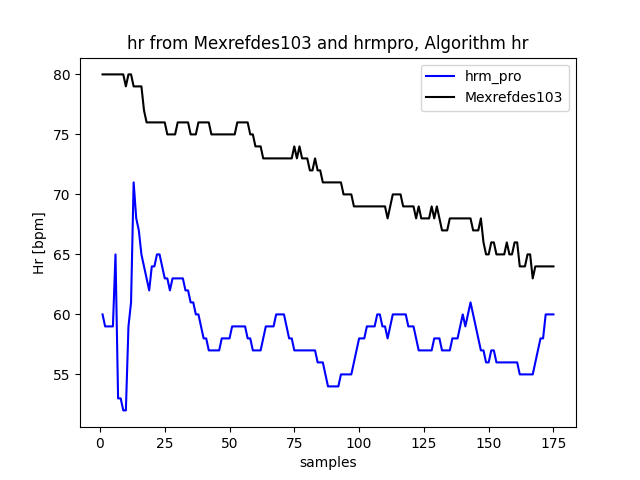 hr from Mexrefdes103 and hrmpro, Algorithm hr
hrm_pro
Mexrefdes103
Hr [bpm]
80
75
70
65
60
55
0 25 50 75 100 125 150 175
samples